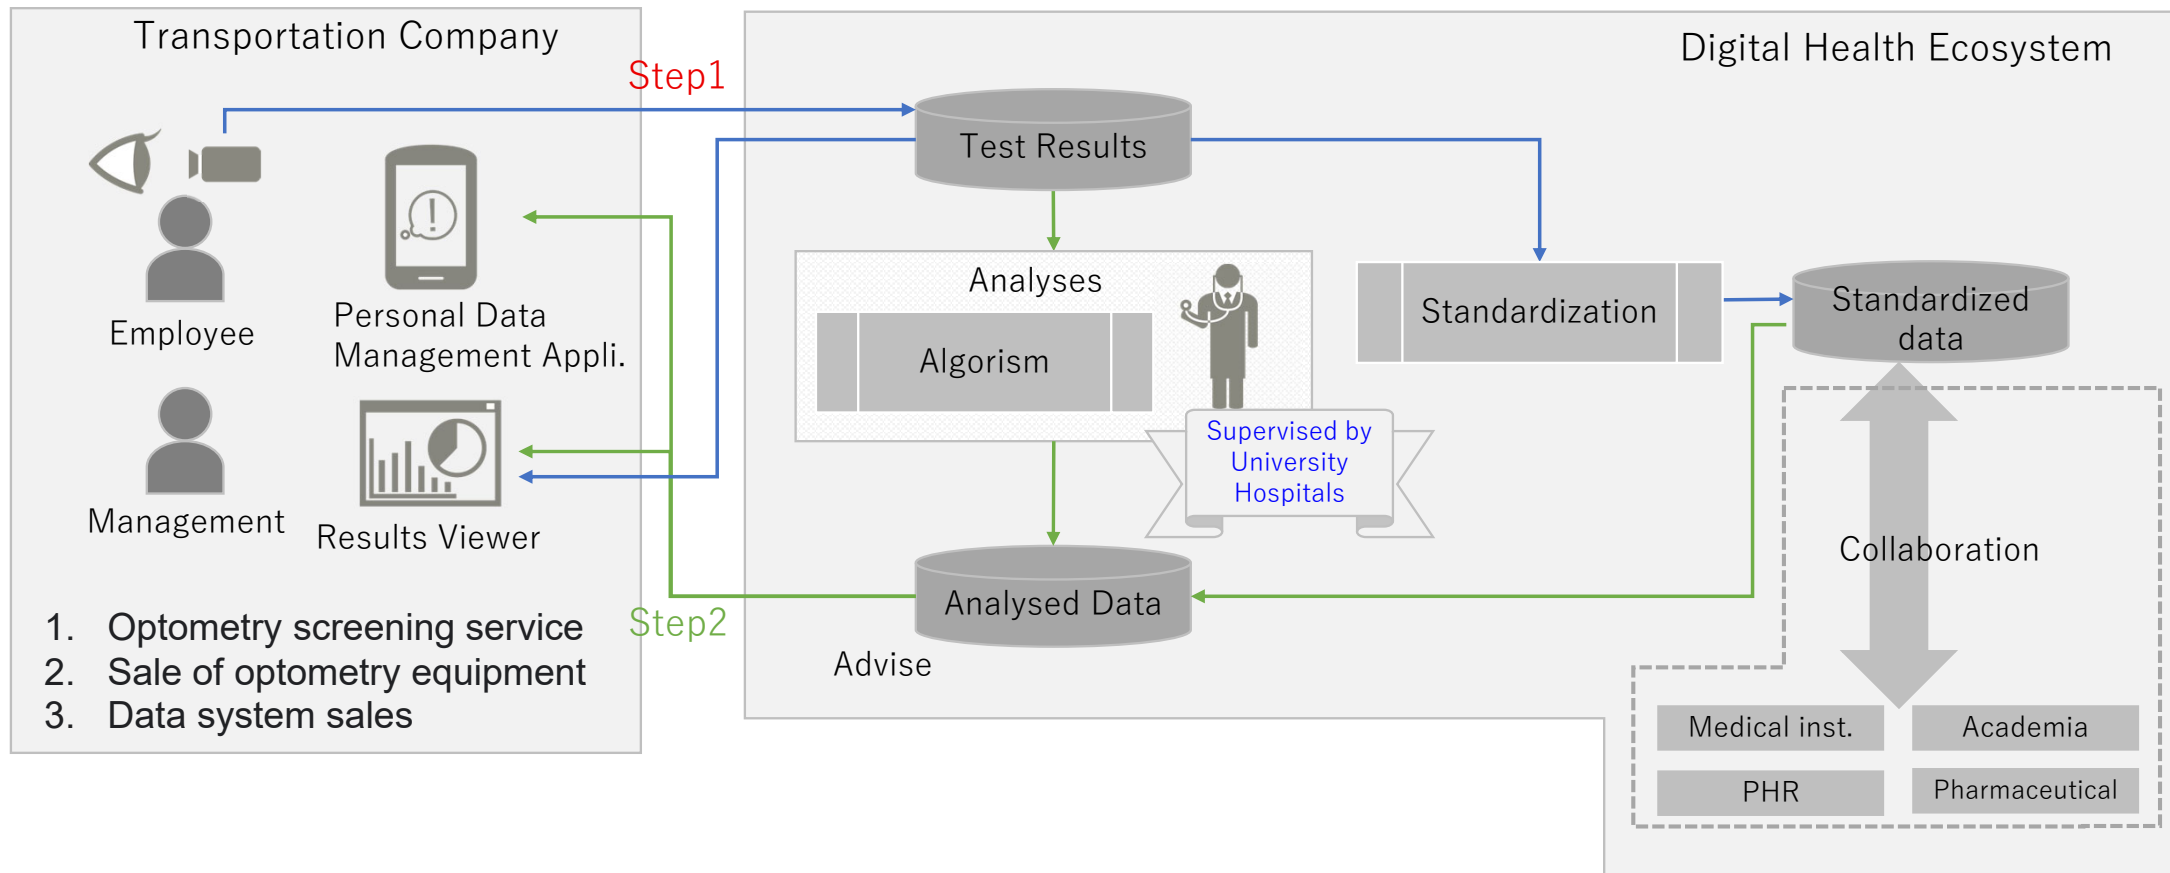 Transportation Company
Digital Health Ecosystem
Step1
Test Results
Analyses
Algorism
Supervised by
University
Hospitals
Standardization
Standardized
data
Employee
Personal Data
Management Appli.
Management
Results Viewer
Collaboration
Analysed Data
Step2
Advise
1. Optometry screening service
2. Sale of optometry equipment
3. Data system sales
Medical inst.
Academia
PHR
Pharmaceutical